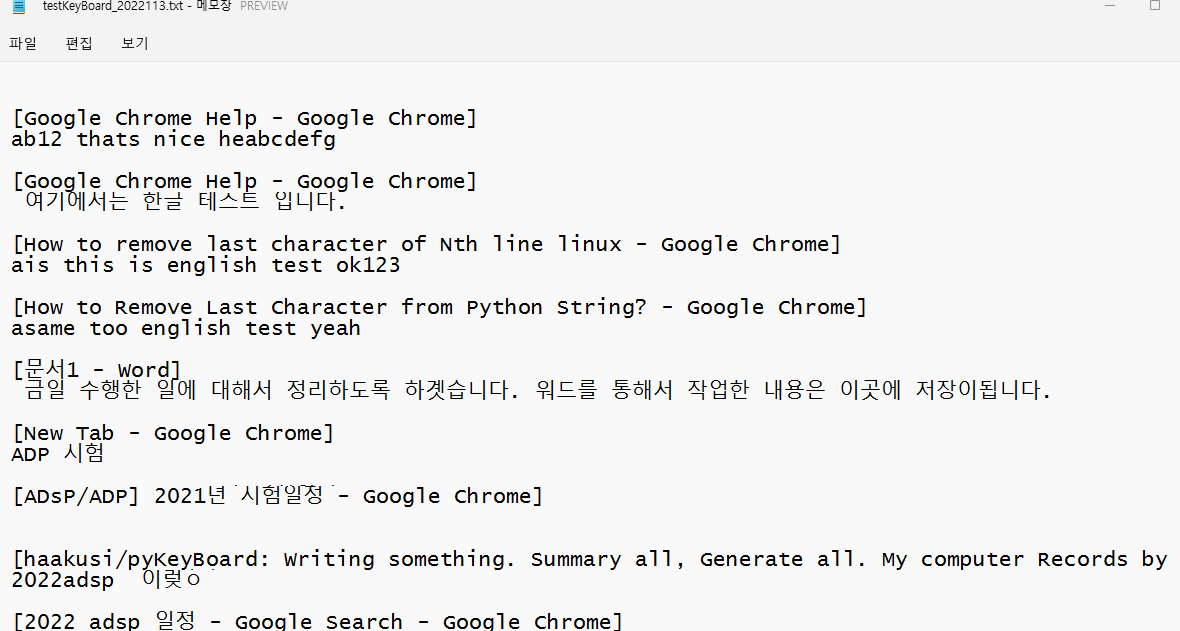 testKeyBoard_2022113.txt - 메모장 PREVIEW
파일 편집 보기
[Google Chrome Help - Google Chrome]
ab12 thats nice heabcdefg
[Google Chrome Help - Google Chrome]
여기에서는 한글 테스트 입니다.
[How to remove last character of Nth line linux - Google Chrome]
ais this is english test ok123
[How to Remove Last Character from Python String? - Google Chrome]
asame too english test yeah
[문서1 - Word]
금일 수행한 일에 대해서 정리하도록 하곗습니다. 워드를 통해서 작업한 내용은 이곳에 저장이됩니다.
[New Tab - Google Chrome]
ADP 시험
[ADsP/ADP] 2021년 시험일정 - Google Chrome]
[haakusi/pyKeyBoard: Writing something. Summary all, Generate all. My computer Records by
2022adsp 이렂ㅇ
[2022 adsp 일정 - Google Search - Google Chrome]